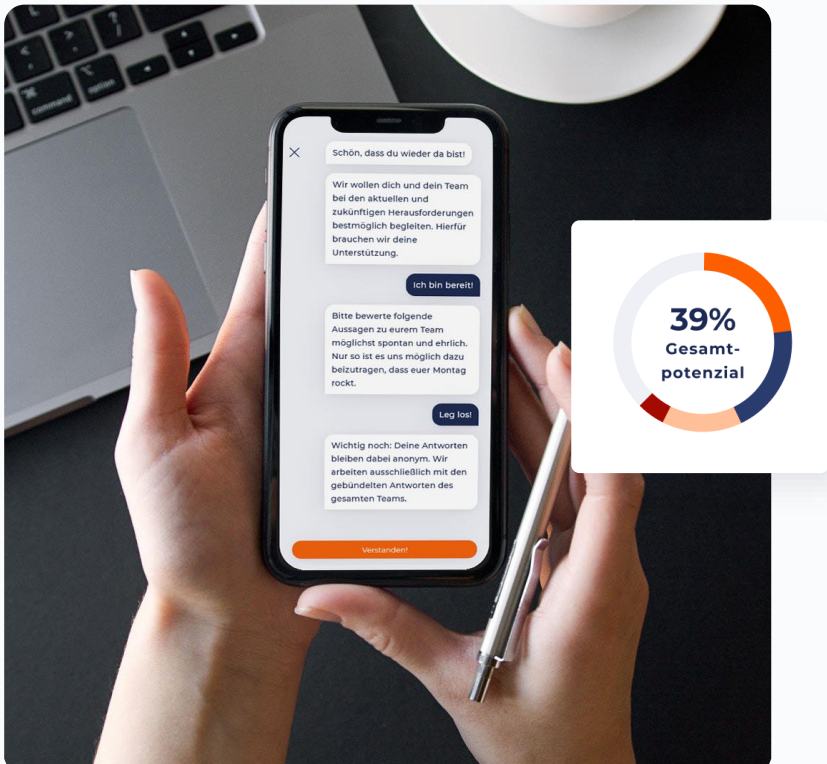 command
option
Schön, dass du wieder da bist!
Wir wollen dich und dein Team
bei den aktuellen und
zukünftigen Herausforderungen
bestmöglich begleiten. Hierfür
brauchen wir deine
Unterstützung.
Ich bin bereit!
Bitte bewerte folgende
Aussagen zu eurem Team
möglichst spontan und ehrlich.
Nur so ist es uns möglich dazu
beizutragen, dass euer Montag
rockt.
Leg los!
Wichtig noch: Deine Antworten
bleiben dabei anonym. Wir
arbeiten ausschließlich mit den
gebündelten Antworten des
gesamten Teams.
Verstanden!
39%
Gesamt-
potenzial